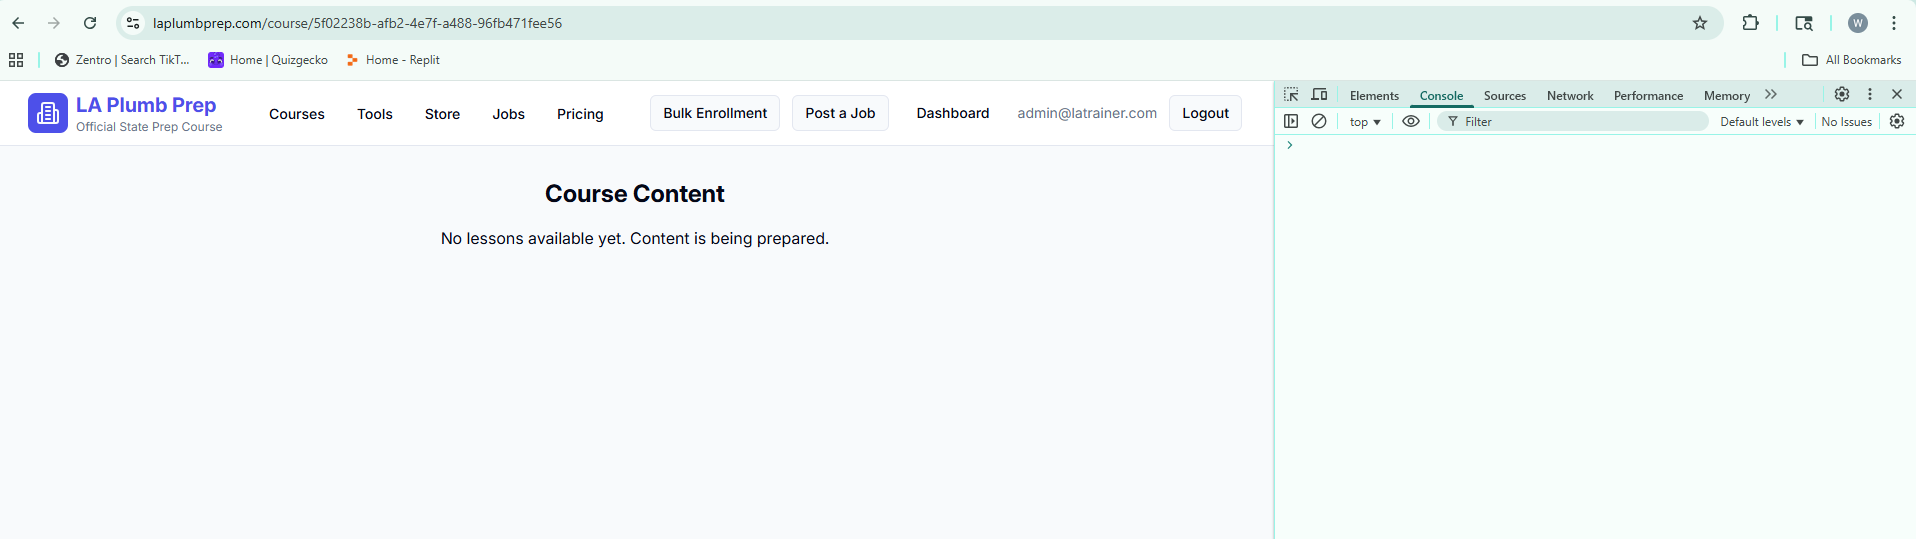 laplumbprep.com/course/5f02238b-afb2-4e7f-a488-96fb471fee56
W
Zentro | Search TikT...
Home | Quizgecko
Home - Replit
All Bookmarks
LA Plumb Prep
Official State Prep Course
Courses
Tools
Store
Jobs
Pricing
Bulk Enrollment
Post a Job
Dashboard
admin@latrainer.com
Logout
Course Content
No lessons available yet. Content is being prepared.
Elements
Console
Sources
Network
Performance
Memory
top
Filter
Default levels
No Issues